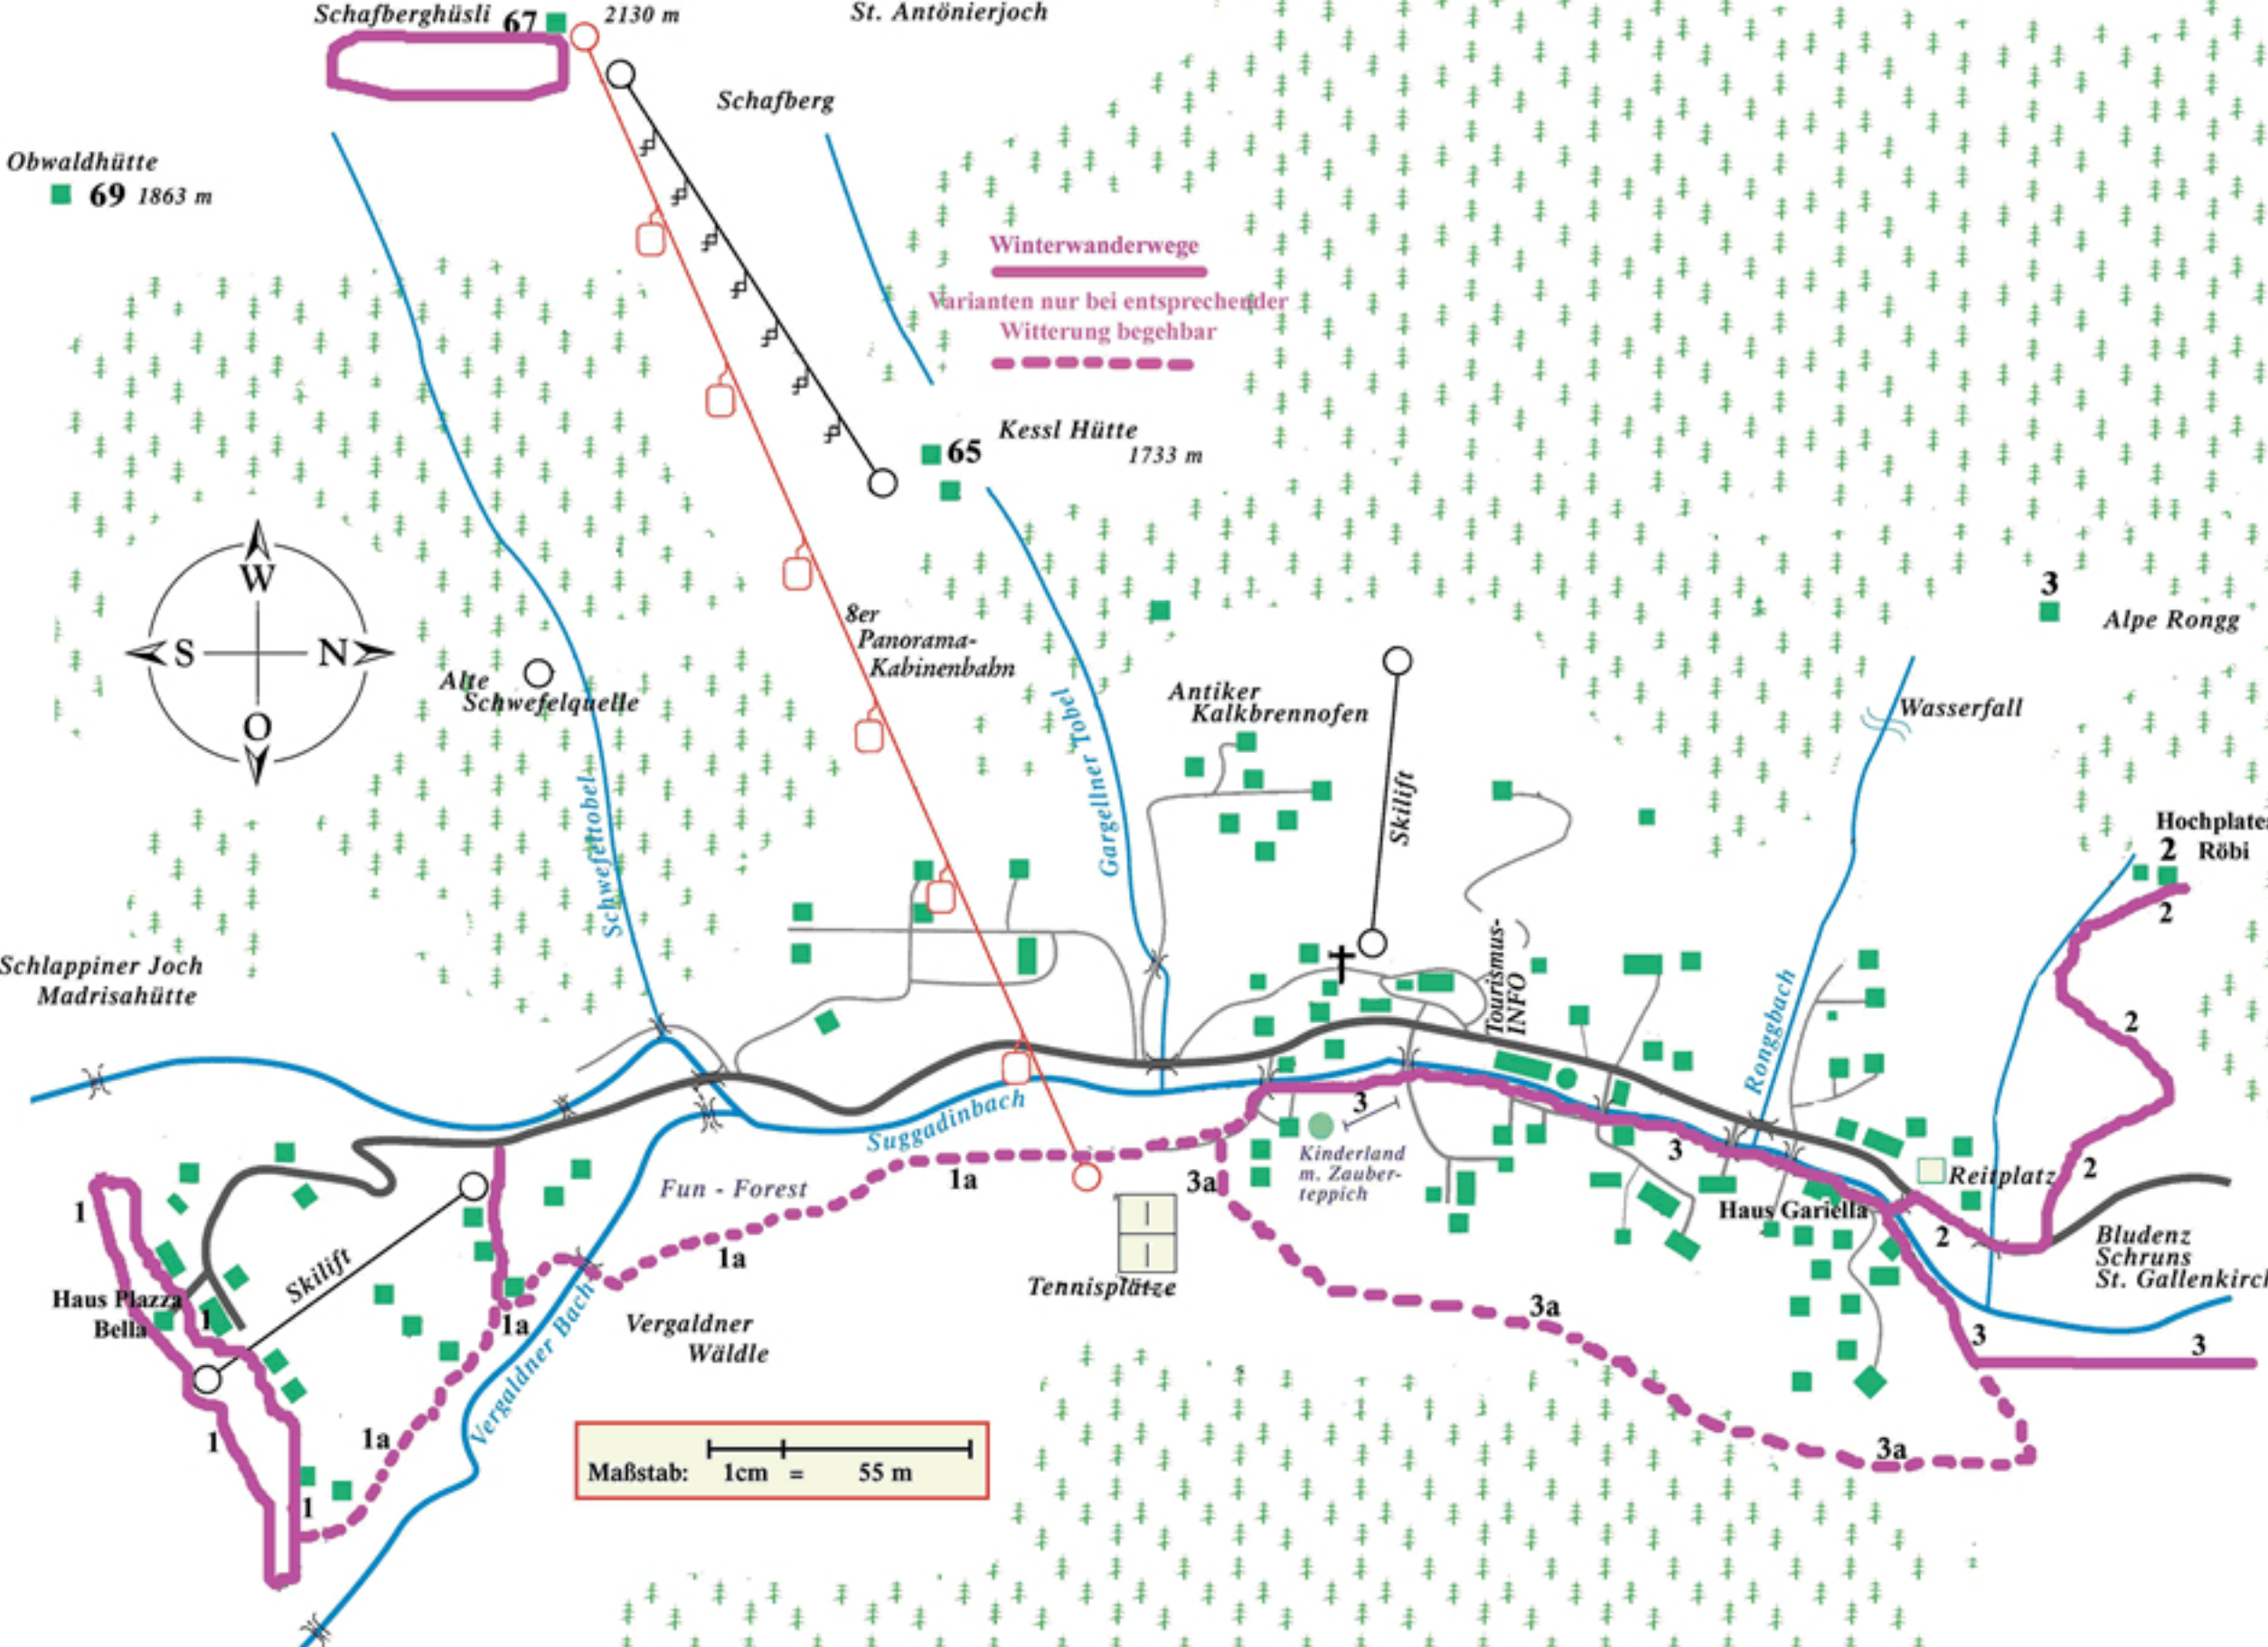 Schafberghüsli 67
2130 m
St. Antönierjoch
Schafberg
Obwaldhütte
69 1863 m
Winterwanderwege
Varianten nur bei entsprechender
Witterung begehbar
65
Kessl Hütte
1733 m
W
S
N
O
3
Alpe Rongg
8er
Panorama-
Kabinenbahn
Alte
Schwefelquelle
Antiker
Kalkbrennofen
Gargellner Tobel
Wasserfall
Skilift
Schwefeltobel
Hochplatea
2 Röbi
2
Schlappiner Joch
Madrisahütte
Tourismus-
INFO
Ronggbach
2
Suggadinbach
3
Kinderland
m. Zauber-
teppich
3
Reitplatz
2
Fun - Forest
1a
3a
1
Haus Gariella
2
Bludenz
Schruns
St. Gallenkirch
1a
Skilift
Tennisplätze
Haus Plazza
Bella
1
1a
Vergaldner Bach
Vergaldner
Wäldle
3a
3
3
1
1a
3a
1
Maßstab: 1cm = 55 m